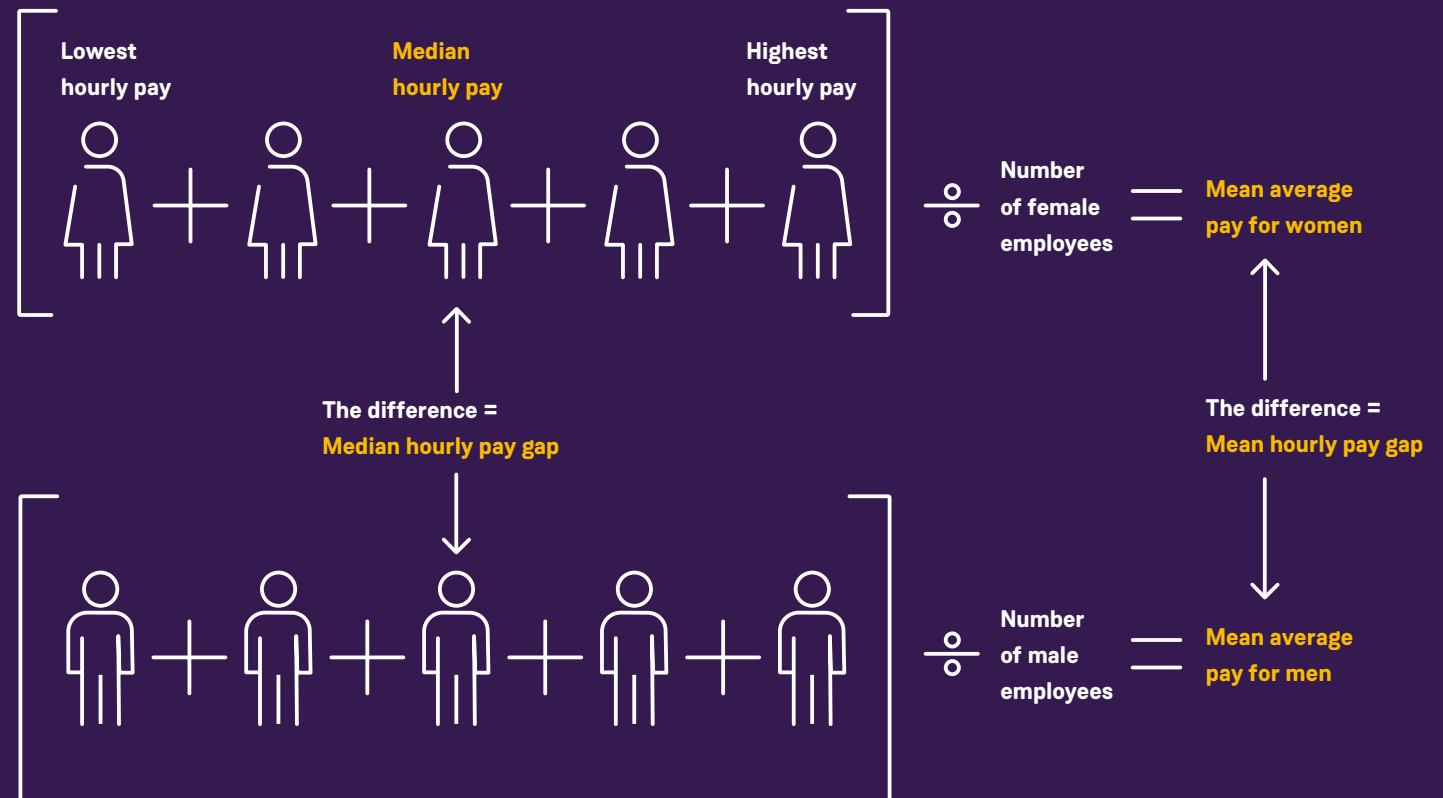 Lowest
hourly pay
Median
hourly pay
Highest
hourly pay
Number
of female
employees
Mean average
pay for women
The difference =
Median hourly pay gap
The difference =
Mean hourly pay gap
Number
of male
employees
Mean average
pay for men